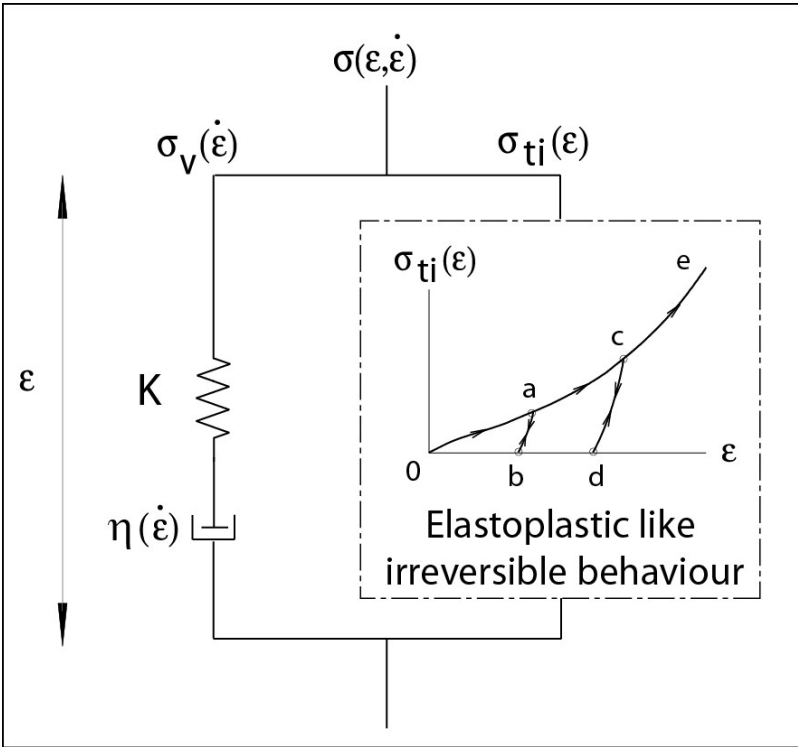 σ(ε,ε̇)
σv(ε̇)
σti(ε)
σti(ε)
e
c
a
ε
K
0
b
d
ε
η(ε̇)
Elastoplastic like
irreversible behaviour